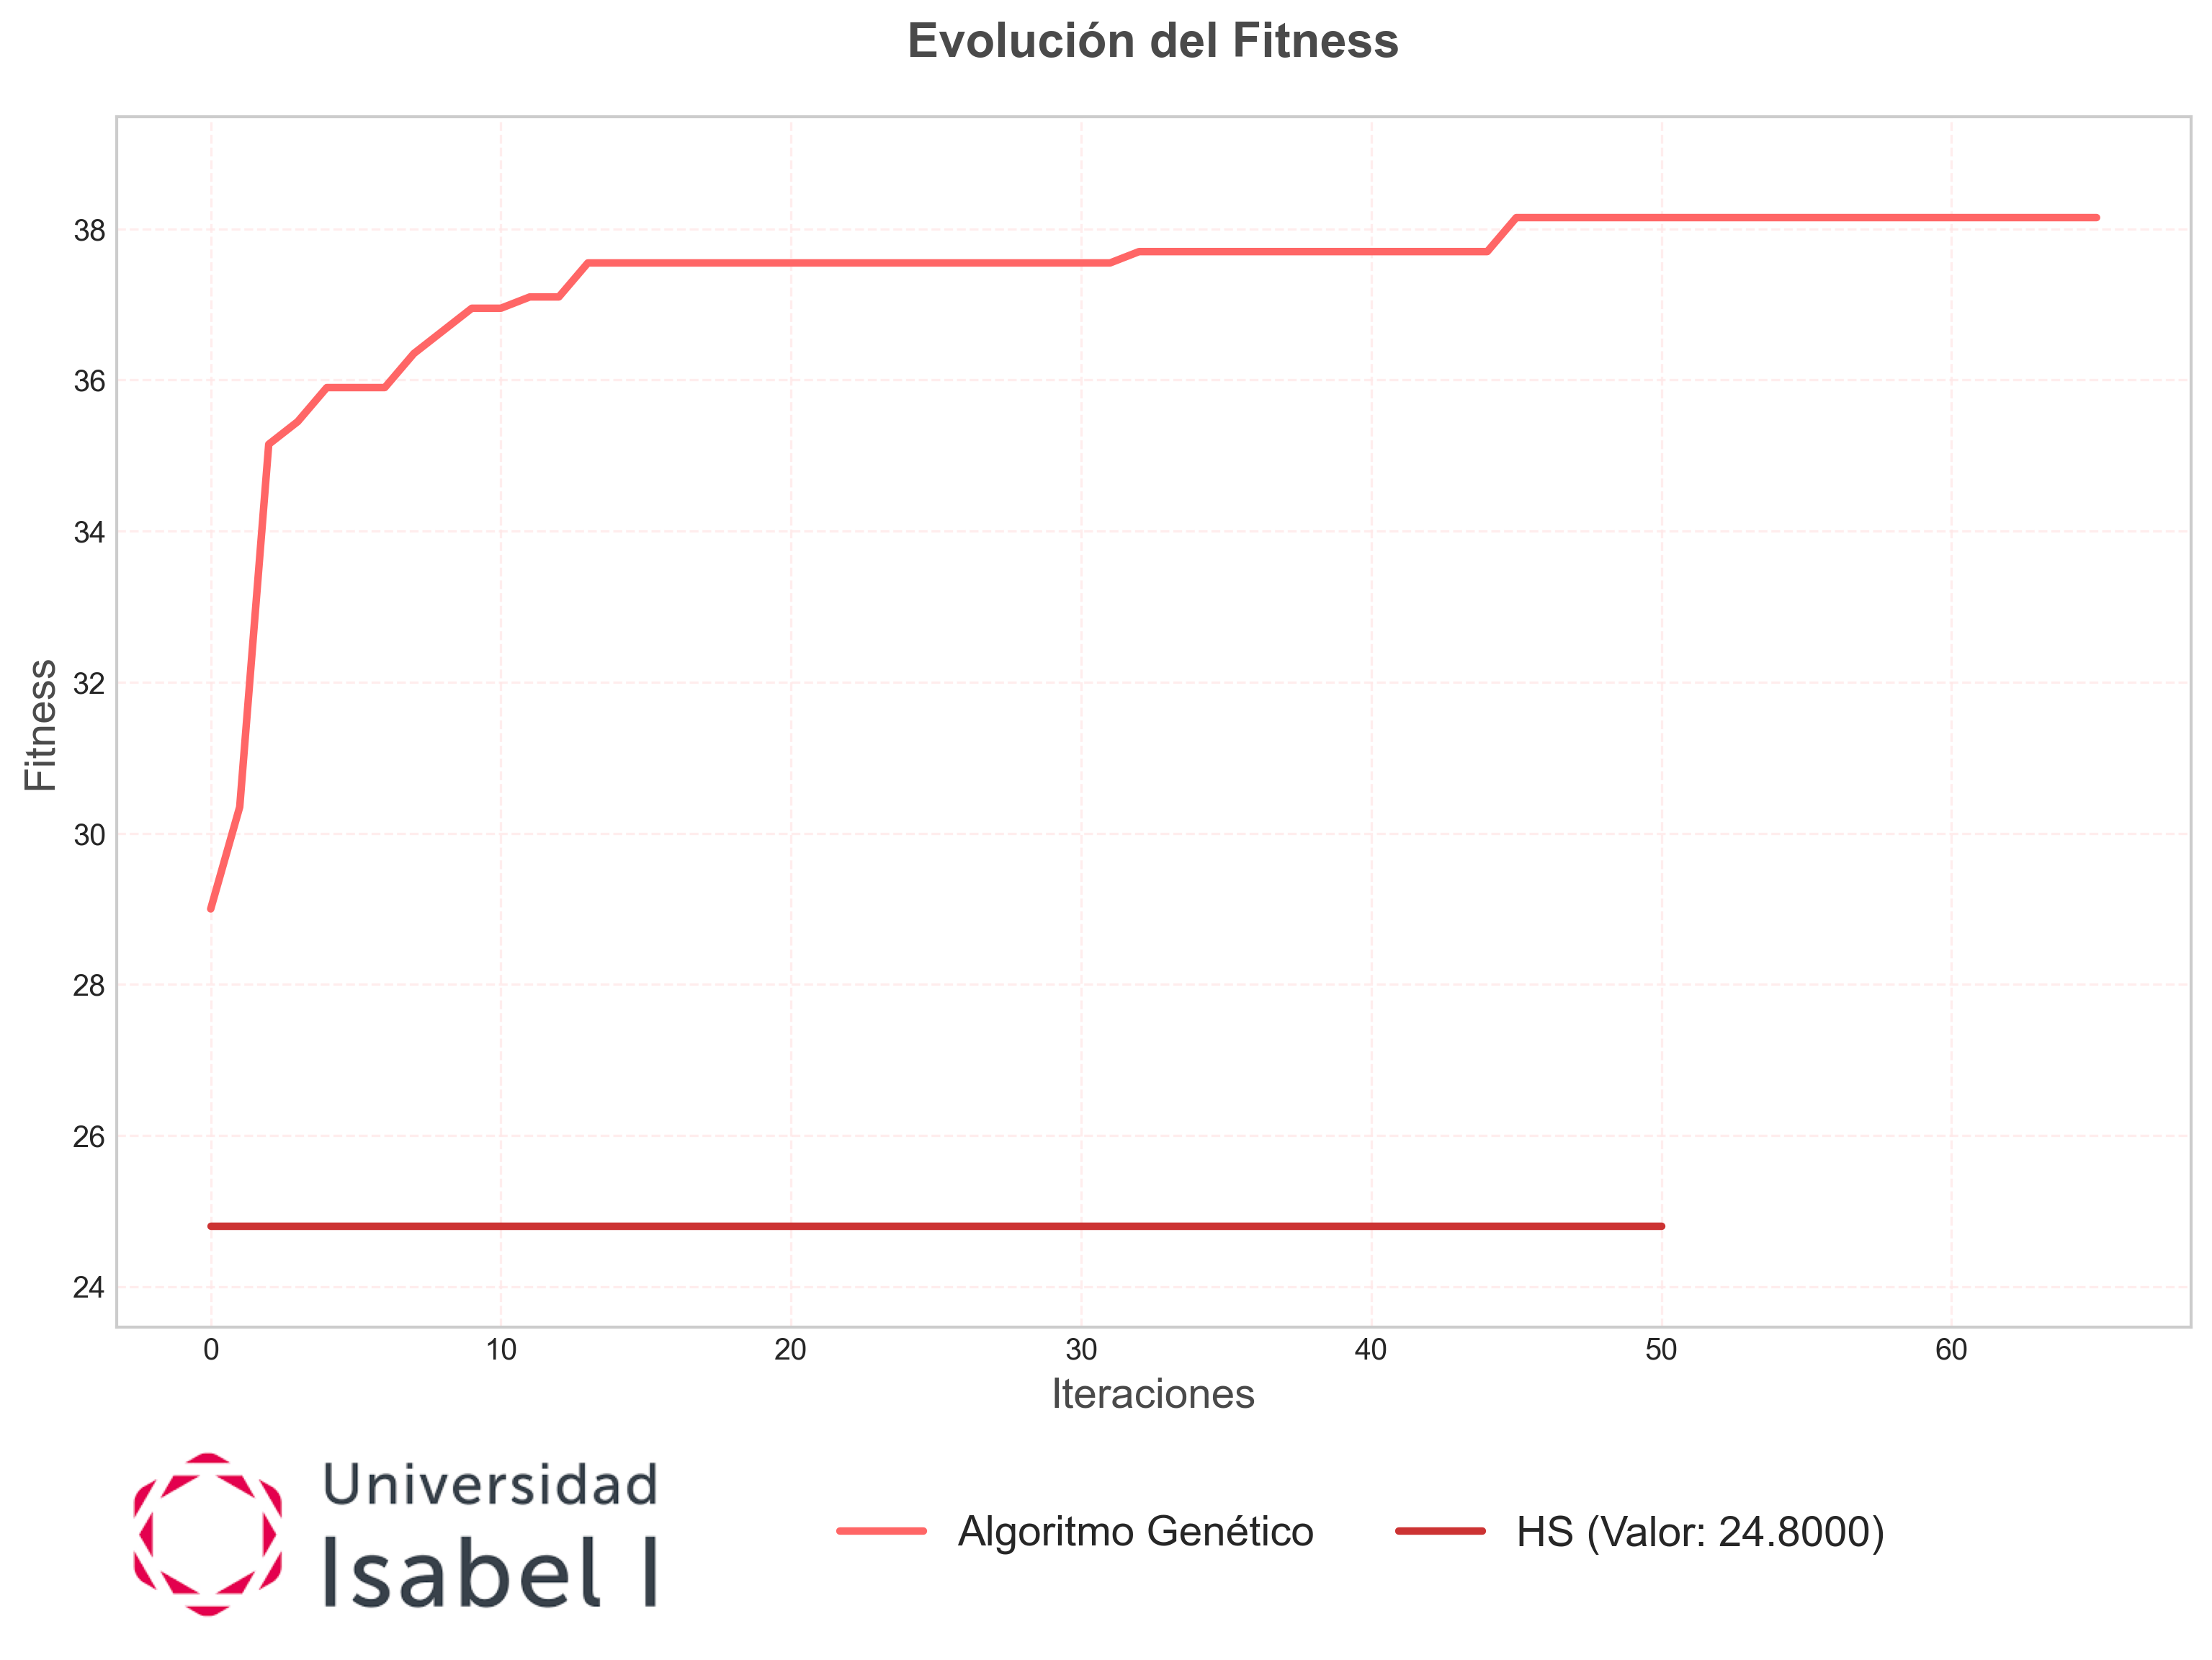 Evolución del Fitness
Fitness
38
36
34
32
30
28
26
24
0 10 20 30 40 50 60
Iteraciones
Universidad
Isabel I
Algoritmo Genético HS (Valor: 24.8000)